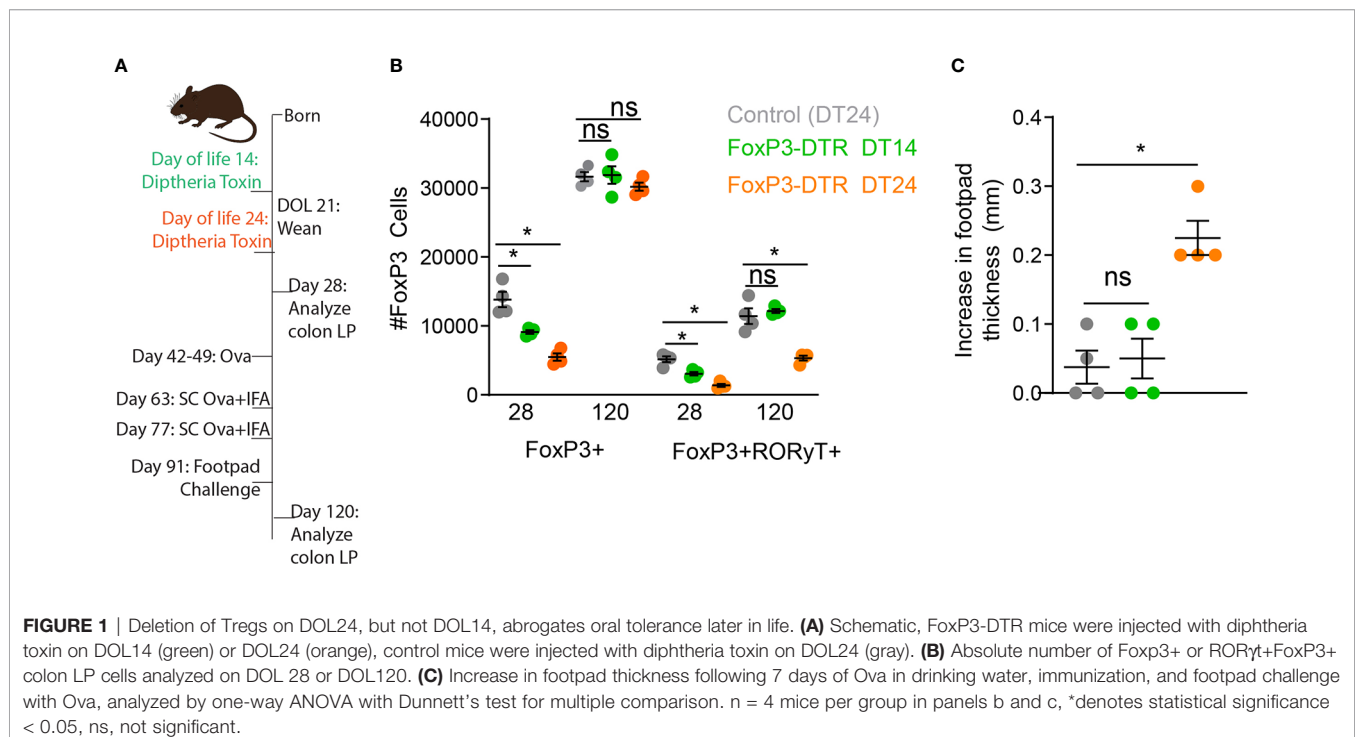 A
Born
Day of life 14:
Diptheria Toxin
DOL 21:
Wean
Day of life 24:
Diptheria Toxin
Day 28:
Analyze
colon LP
Day 42-49: Ova
Day 63: SC Ova+IFA
Day 77: SC Ova+IFA
Day 91: Footpad
Challenge
Day 120:
Analyze
colon LP
B
#FoxP3 Cells
40000
30000
20000
10000
0
*
*
ns
ns
*
*
*
ns
28
120
28
120
FoxP3+
FoxP3+RORyT+
Control (DT24)
FoxP3-DTR DT14
FoxP3-DTR DT24
C
Increase in footpad
thickness (mm)
0.4
0.3
0.2
0.1
0.0
*
ns
FIGURE 1 | Deletion of Tregs on DOL24, but not DOL14, abrogates oral tolerance later in life. (A) Schematic, FoxP3-DTR mice were injected with diphtheria
toxin on DOL14 (green) or DOL24 (orange), control mice were injected with diphtheria toxin on DOL24 (gray). (B) Absolute number of Foxp3+ or RORγt+FoxP3+
colon LP cells analyzed on DOL 28 or DOL120. (C) Increase in footpad thickness following 7 days of Ova in drinking water, immunization, and footpad challenge
with Ova, analyzed by one-way ANOVA with Dunnett's test for multiple comparison. n = 4 mice per group in panels b and c, *denotes statistical significance
< 0.05, ns, not significant.